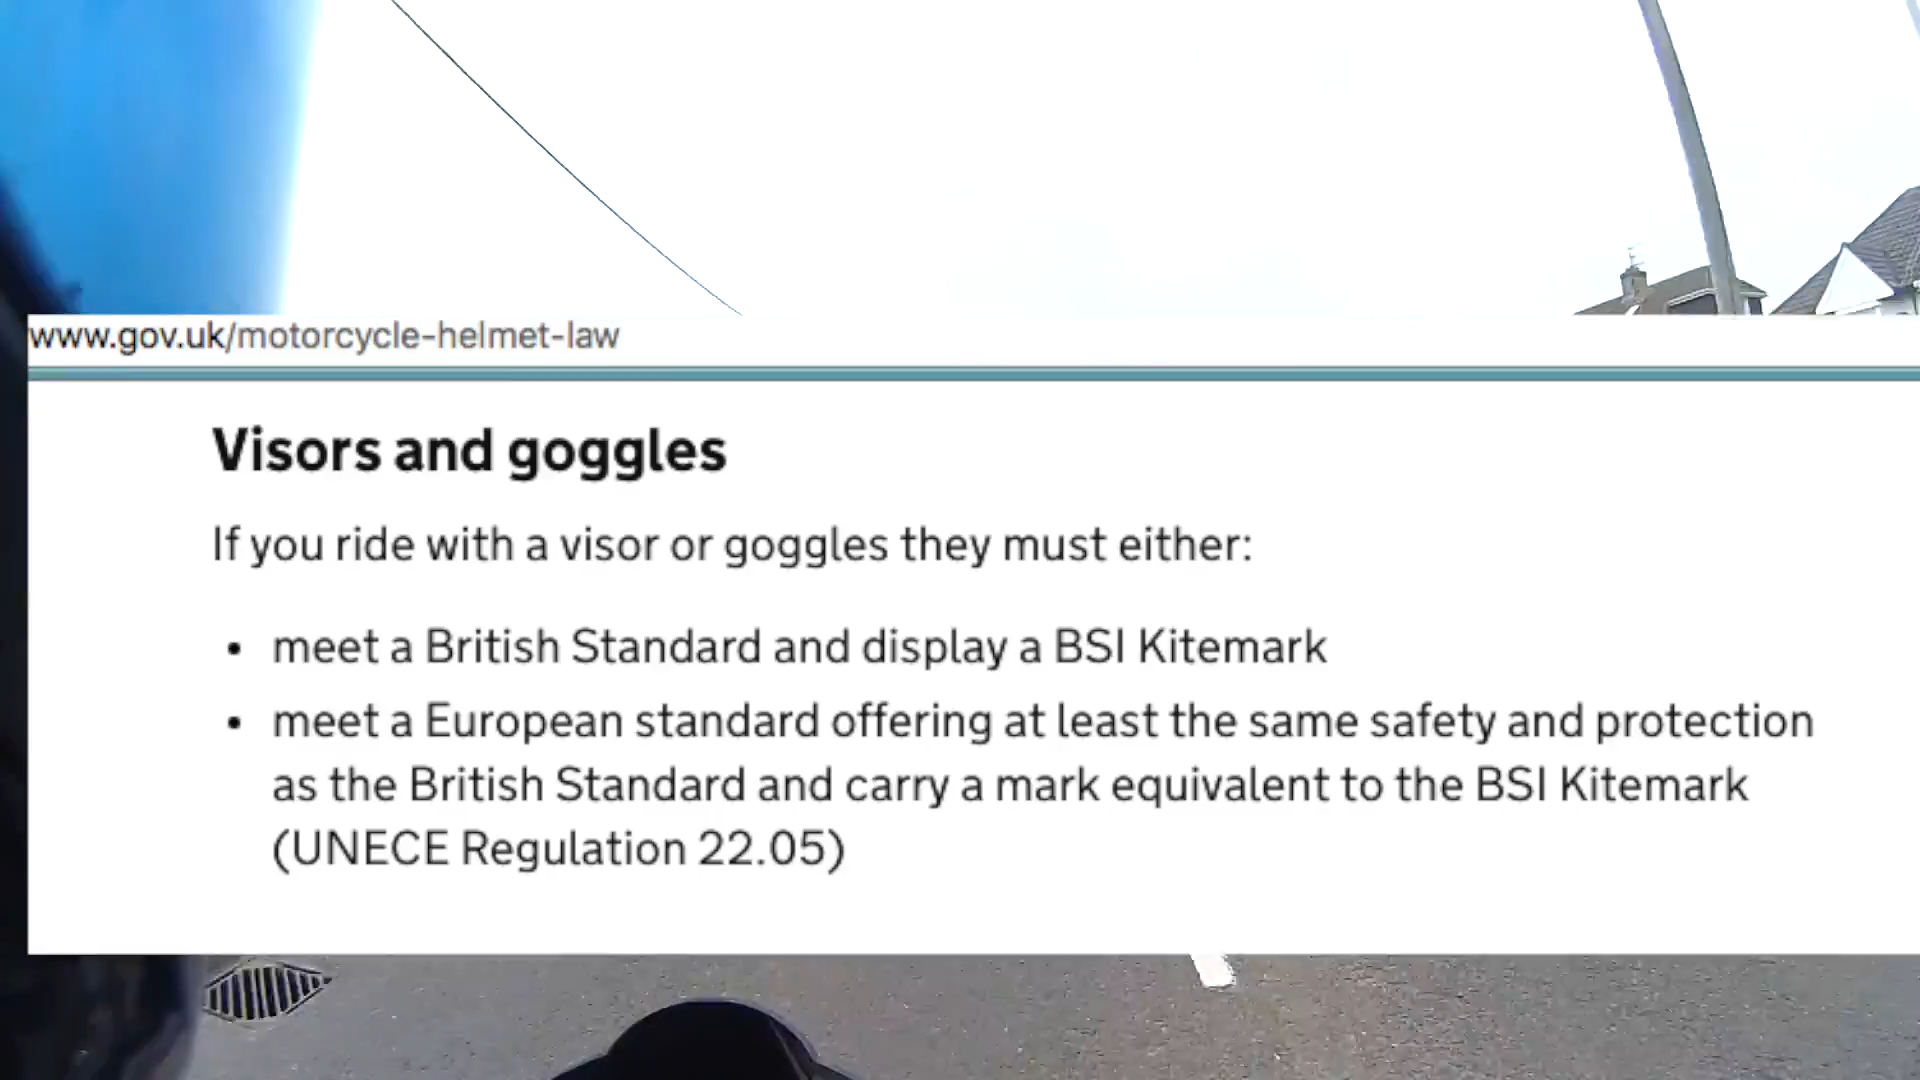 www.gov.uk/motorcycle-helmet-law
Visors and goggles
If you ride with a visor or goggles they must either:
• meet a British Standard and display a BSI Kitemark
• meet a European standard offering at least the same safety and protection
as the British Standard and carry a mark equivalent to the BSI Kitemark
(UNECE Regulation 22.05)